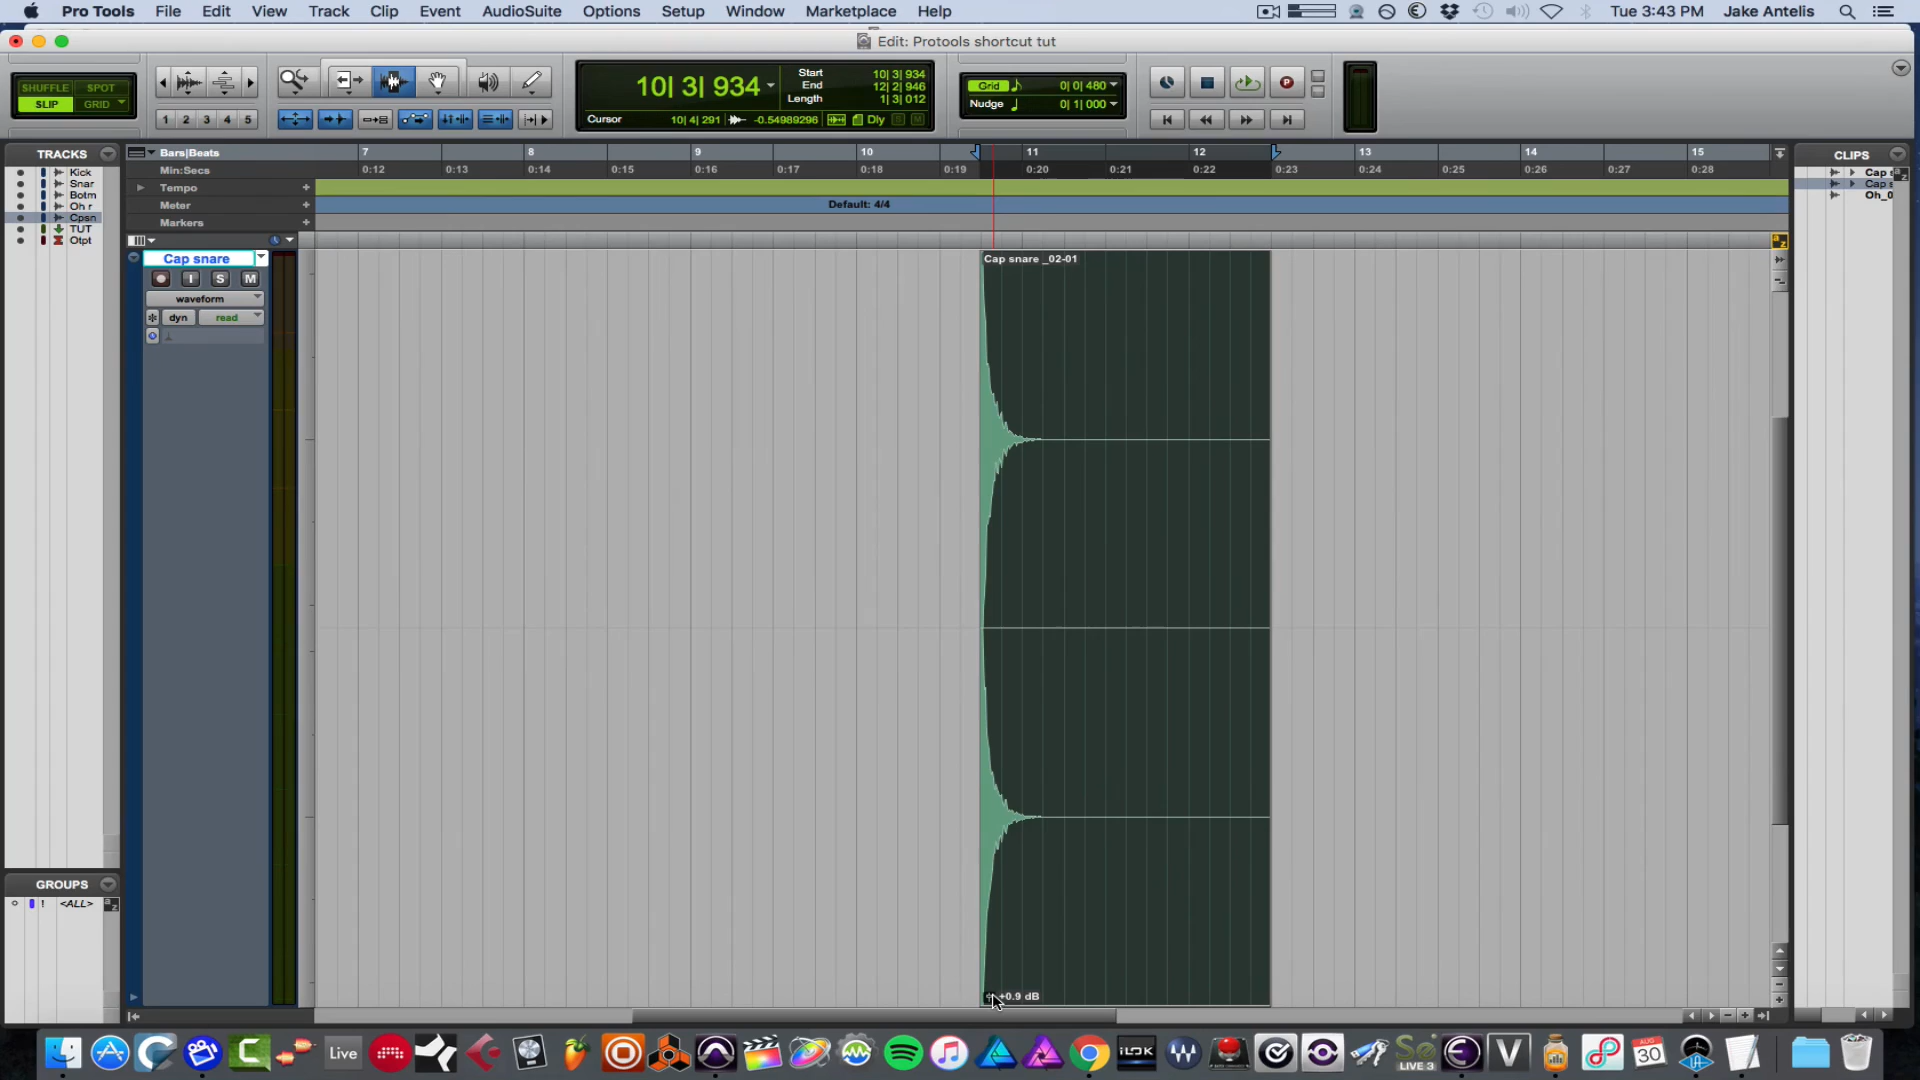 Pro Tools File Edit View Track Clip Event AudioSuite Options Setup Window Marketplace Help Tue 3:43 PM Jake Antelis
Edit: Protools shortcut tut
SHUFFLE SPOT
SLIP GRID
1 2 3 4 5
10| 3| 934
Start 10| 3| 934
End 12| 2| 946
Length 1| 3| 012
Cursor 10| 4| 291 -0.54989296 Dly S M
Grid 0| 0| 480
Nudge 0| 1| 000
TRACKS
Kick
Snar
Botm
Oh r
Cpsn
TUT
Otpt
Bars|Beats 7 8 9 10 11 12 13 14 15
Min:Secs 0:12 0:13 0:14 0:15 0:16 0:17 0:18 0:19 0:20 0:21 0:22 0:23 0:24 0:25 0:26 0:27 0:28
Tempo
Meter Default: 4/4
Markers
Cap snare
I S M
waveform
dyn read
Cap snare _02-01
+0.9 dB
CLIPS
Cap s
Cap s
Oh_0
GROUPS
! <ALL>
Live
iLOK
Se
LIVE 3
V
AUG
30